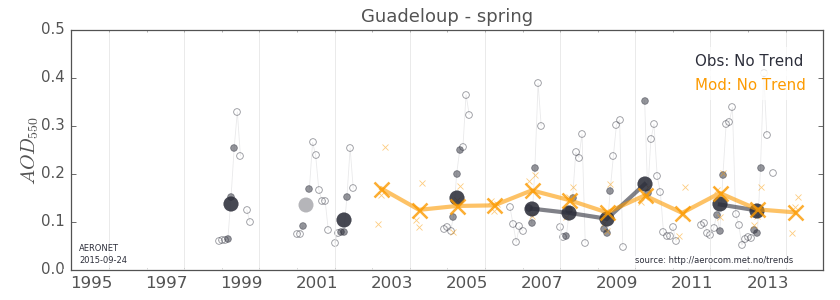 Guadeloup - spring
0.5
0.4
0.3
0.2
0.1
0.0
AOD550
Obs: No Trend
Mod: No Trend
AERONET
2015-09-24
source: http://aerocom.met.no/trends
1995 1997 1999 2001 2003 2005 2007 2009 2011 2013